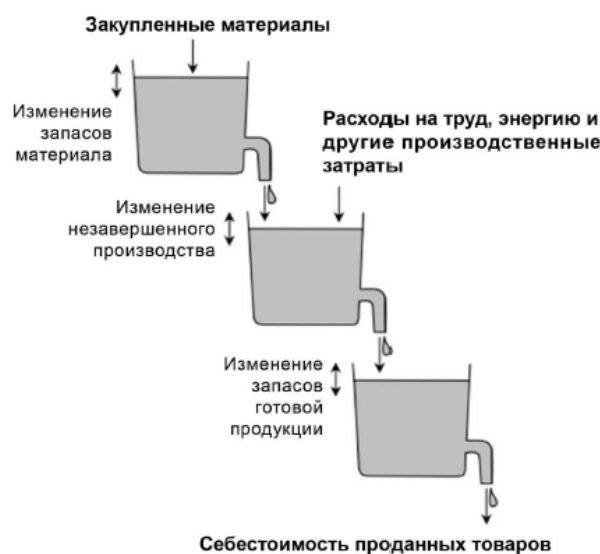 Закупленные материалы
Изменение
запасов
материала
Расходы на труд, энергию и
другие производственные
затраты
Изменение
незавершенного
производства
Изменение
запасов
готовой
продукции
Себестоимость проданных товаров